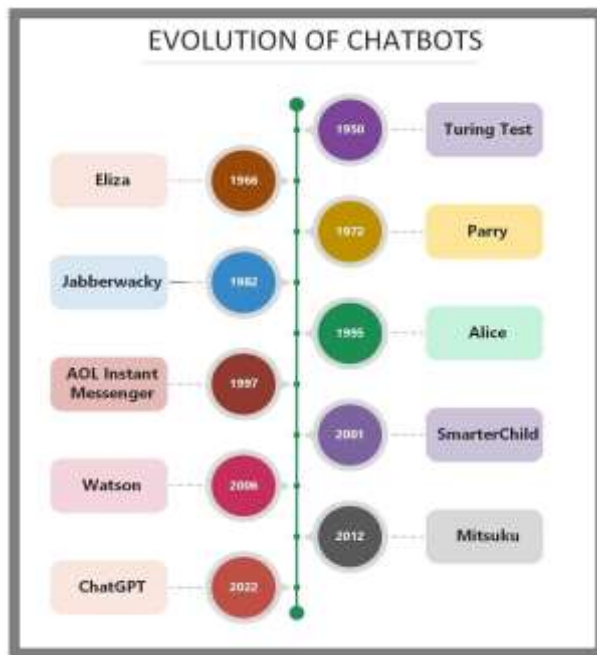 EVOLUTION OF CHATBOTS
1950
Turing Test
Eliza
1966
1972
Parry
Jabberwacky
1982
1995
Alice
AOL Instant
Messenger
1997
2001
SmarterChild
Watson
2006
2012
Mitsuku
ChatGPT
2022